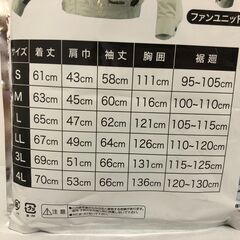 ファンユニット
サイズ 着丈 肩巾 袖丈 胸囲 裾廻
S 61cm 43cm 58cm 111cm 95~105cm
M 63cm 45cm 60cm 116cm 100~110cm
L 65cm 47cm 62cm 121cm 105~115cm
LL 67cm 49cm 64cm 126cm 110~120cm
3L 69cm 51cm 66cm 131cm 115~125cm
4L 70cm 53cm 66cm 136cm 120~130cm
注意